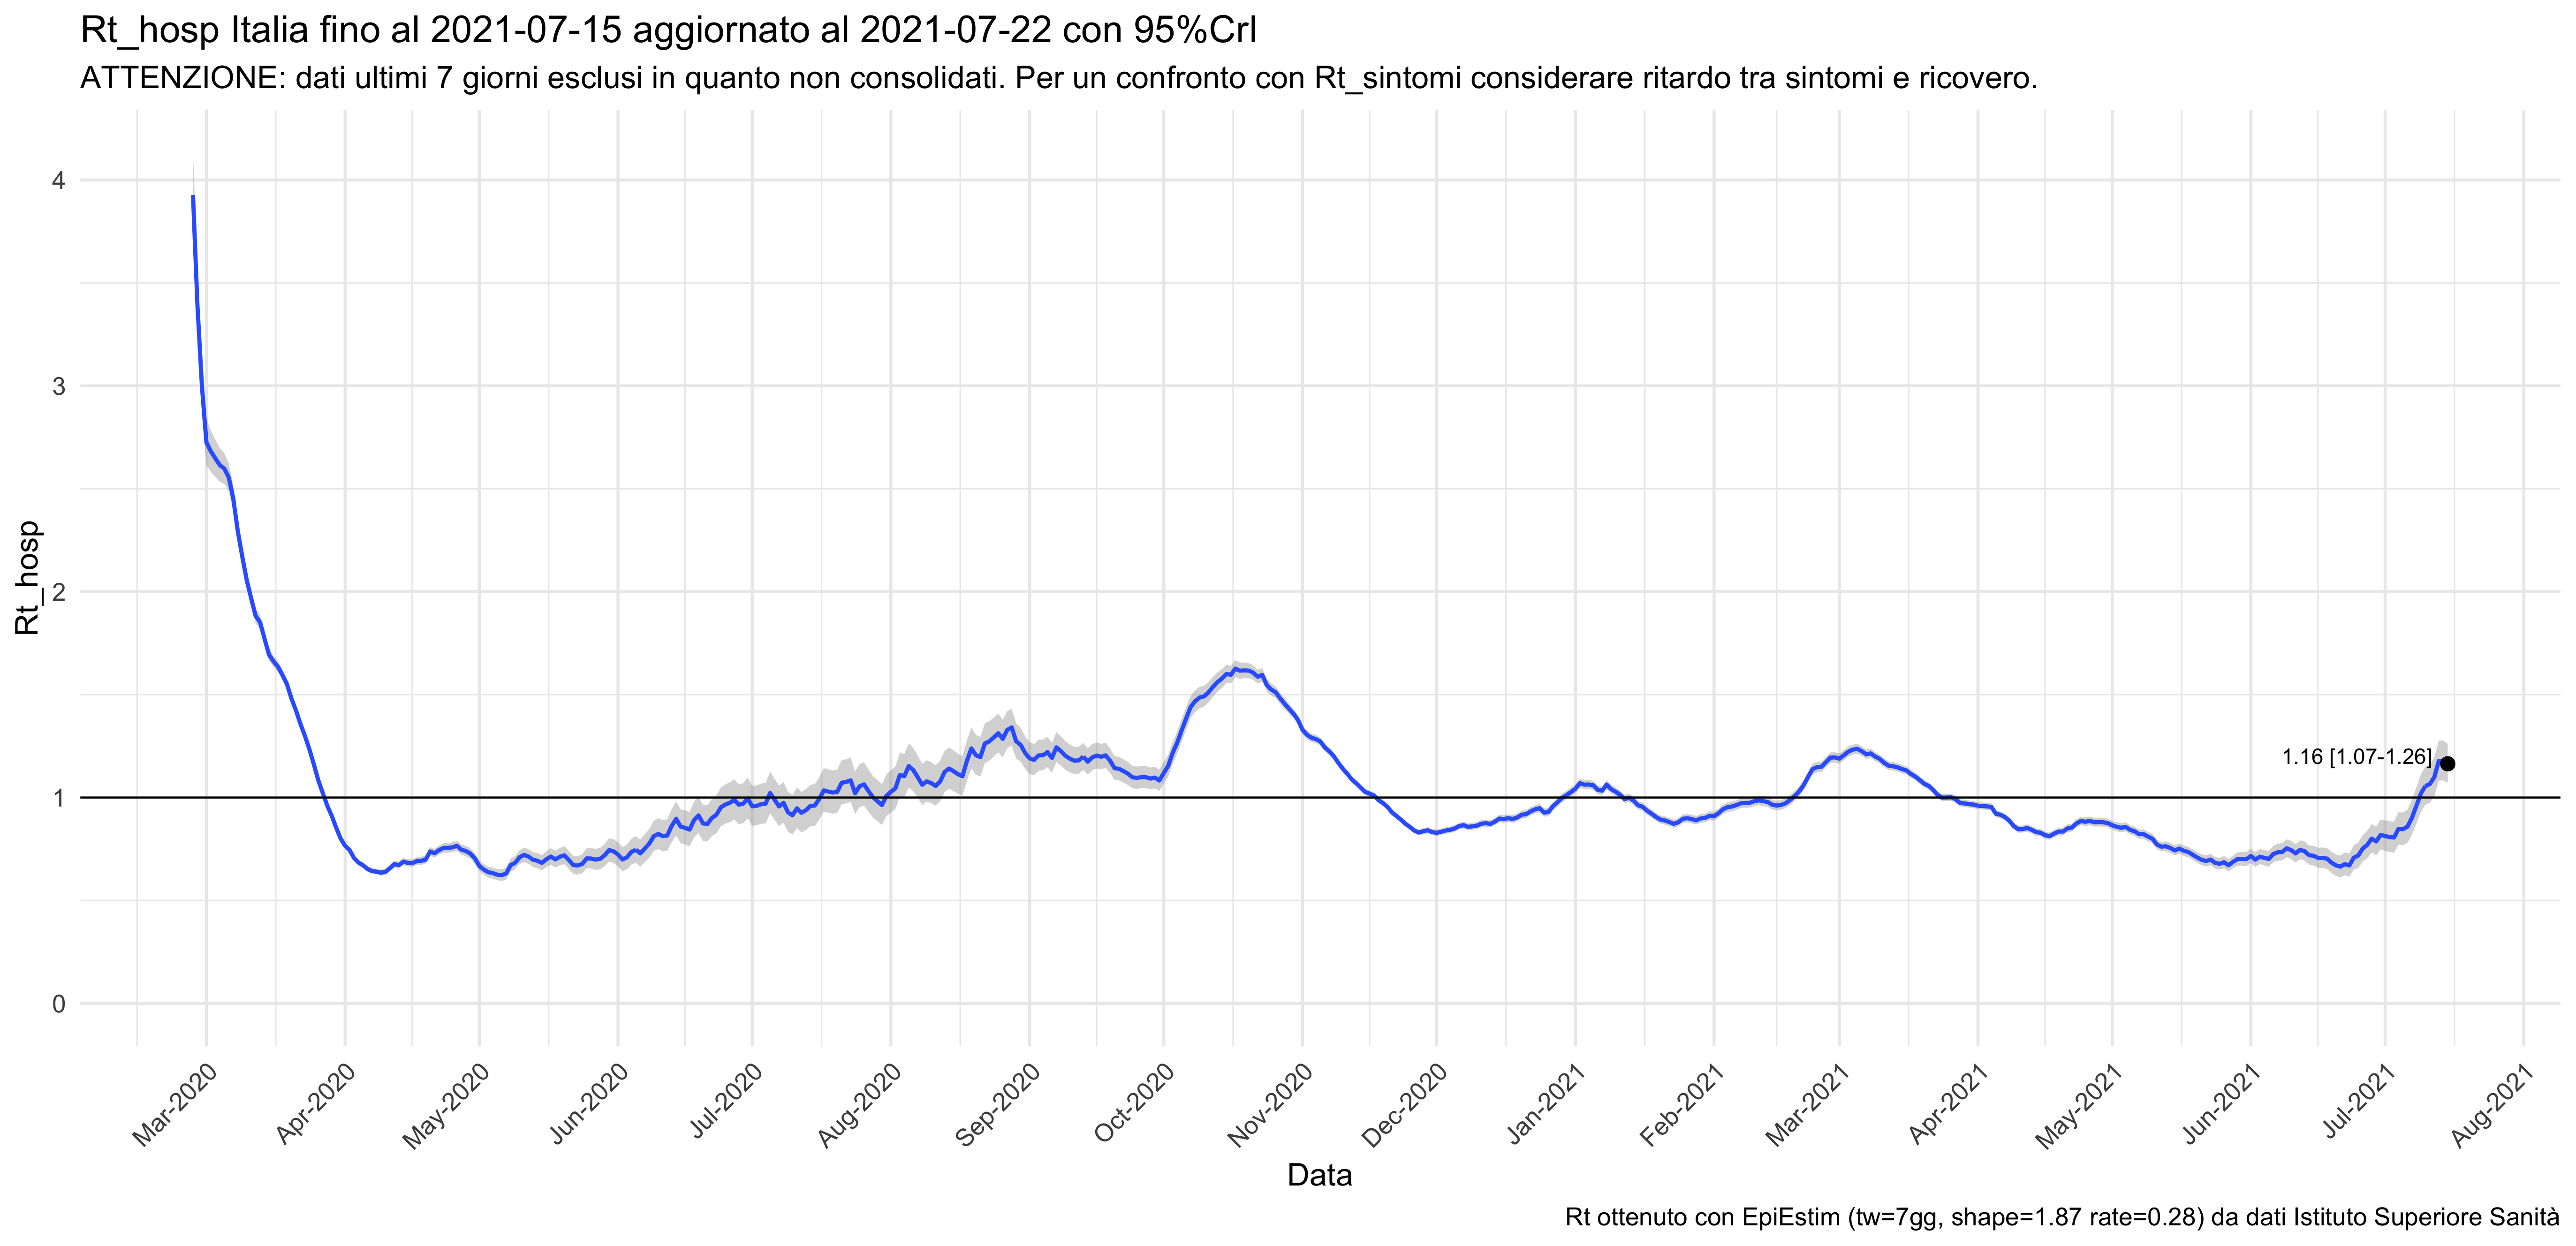 Rt_hosp Italia fino al 2021-07-15 aggiornato al 2021-07-22 con 95%CrI
ATTENZIONE: dati ultimi 7 giorni esclusi in quanto non consolidati. Per un confronto con Rt_sintomi considerare ritardo tra sintomi e ricovero.
4
3
2
1
0
Rt_hosp
1.16 [1.07-1.26]
Mar-2020
Apr-2020
May-2020
Jun-2020
Jul-2020
Aug-2020
Sep-2020
Oct-2020
Nov-2020
Dec-2020
Jan-2021
Feb-2021
Mar-2021
Apr-2021
May-2021
Jun-2021
Jul-2021
Aug-2021
Data
Rt ottenuto con EpiEstim (tw=7gg, shape=1.87 rate=0.28) da dati Istituto Superiore Sanità